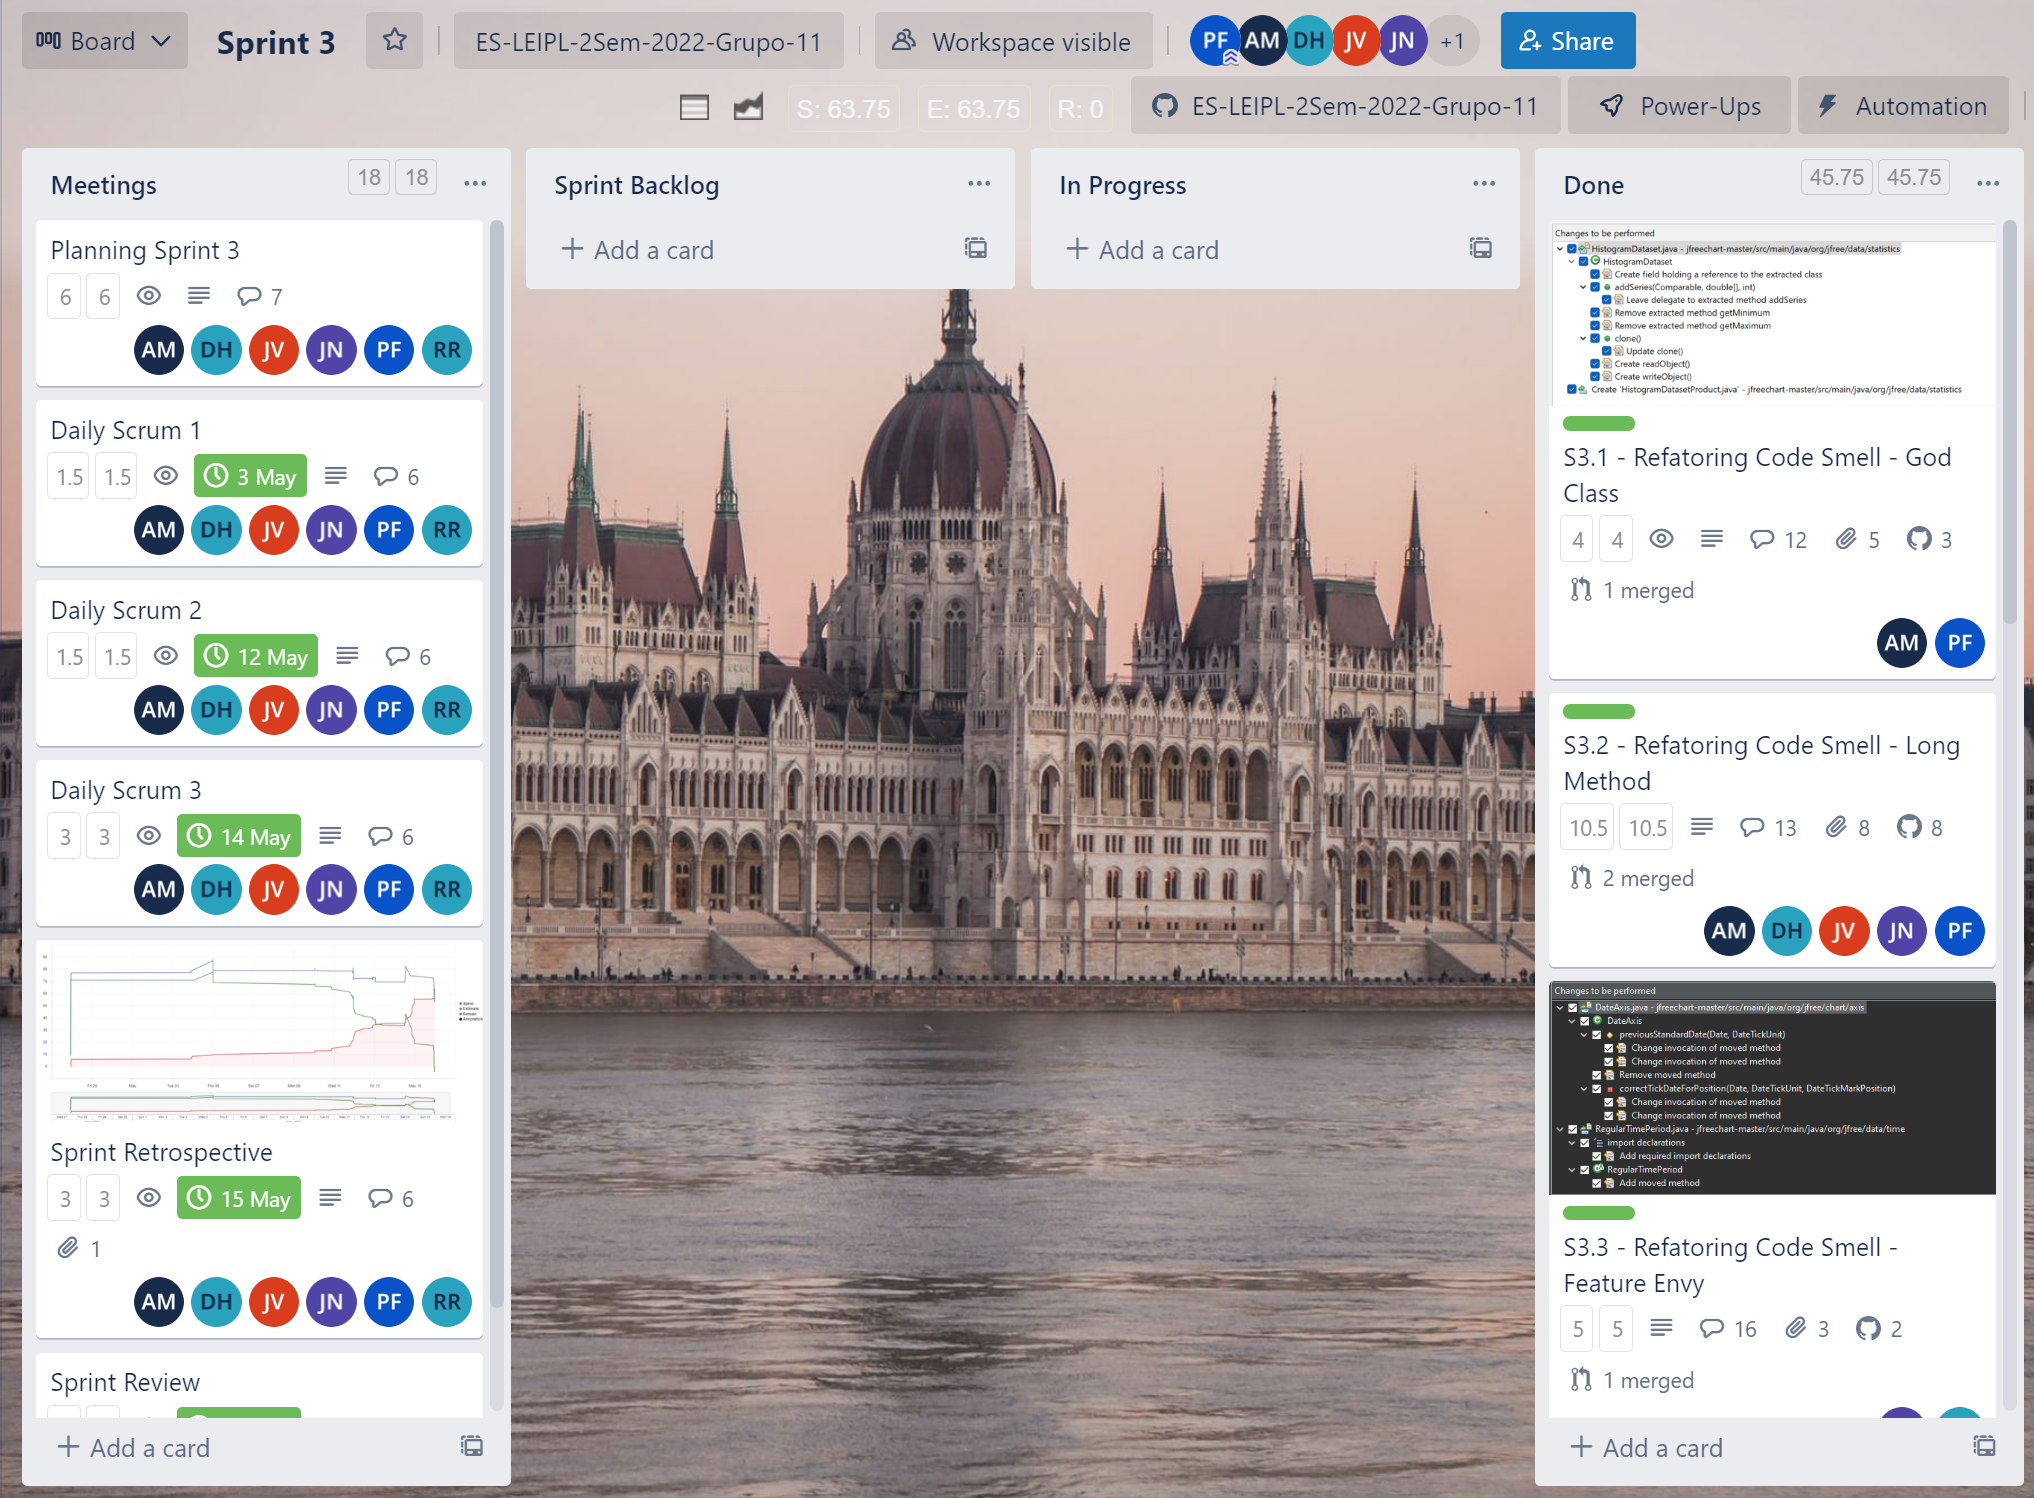 Board
Sprint 3
ES-LEIPL-2Sem-2022-Grupo-11
Workspace visible
PF AM DH JV JN +1
Share
S: 63.75 E: 63.75 R: 0
ES-LEIPL-2Sem-2022-Grupo-11
Power-Ups
Automation
Meetings 18 18 ...
Planning Sprint 3
6 6 7
AM DH JV JN PF RR
Daily Scrum 1
1.5 1.5 3 May 6
AM DH JV JN PF RR
Daily Scrum 2
1.5 1.5 12 May 6
AM DH JV JN PF RR
Daily Scrum 3
3 3 14 May 6
AM DH JV JN PF RR
Sprint Retrospective
3 3 15 May 6
1
AM DH JV JN PF RR
Sprint Review
+ Add a card
Sprint Backlog ...
+ Add a card
In Progress ...
+ Add a card
Done 45.75 45.75 ...
Changes to be performed
HistogramDataset.java - jfreechart-master/src/main/java/org/jfree/data/statistics
HistogramDataset
Create field holding a reference to the extracted class
addSeries(Comparable, double[], int)
Leave delegate to extracted method addSeries
Remove extracted method getMinimum
Remove extracted method getMaximum
clone()
Update clone()
Create readObject()
Create writeObject()
Create 'HistogramDatasetProduct.java' - jfreechart-master/src/main/java/org/jfree/data/statistics
S3.1 - Refatoring Code Smell - God
Class
4 4 12 5 3
1 merged
AM PF
S3.2 - Refatoring Code Smell - Long
Method
10.5 10.5 13 8 8
2 merged
AM DH JV JN PF
Changes to be performed
DateAxis.java - jfreechart-master/src/main/java/org/jfree/chart/axis
DateAxis
previousStandardDate(Date, DateTickUnit)
Change invocation of moved method
Change invocation of moved method
Remove moved method
correctTickDateForPosition(Date, DateTickUnit, DateTickMarkPosition)
Change invocation of moved method
Change invocation of moved method
RegularTimePeriod.java - jfreechart-master/src/main/java/org/jfree/data/time
import declarations
Add required import declarations
RegularTimePeriod
Add moved method
S3.3 - Refatoring Code Smell -
Feature Envy
5 5 16 3 2
1 merged
+ Add a card